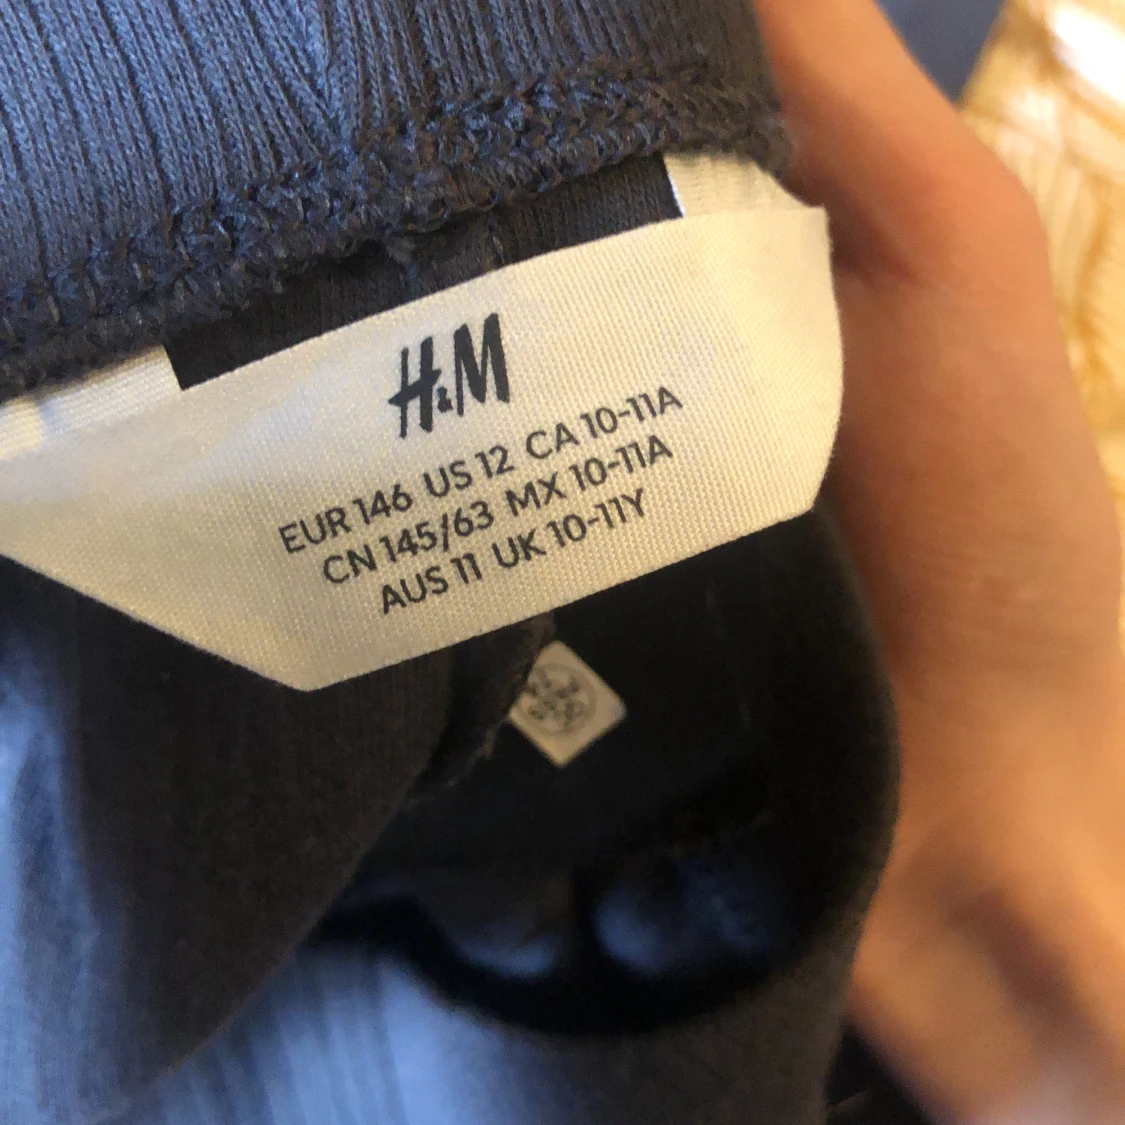 H&M
EUR 146 US 12 CA 10-11A
CN 145/63 MX 10-11A
AUS 11 UK 10-11Y